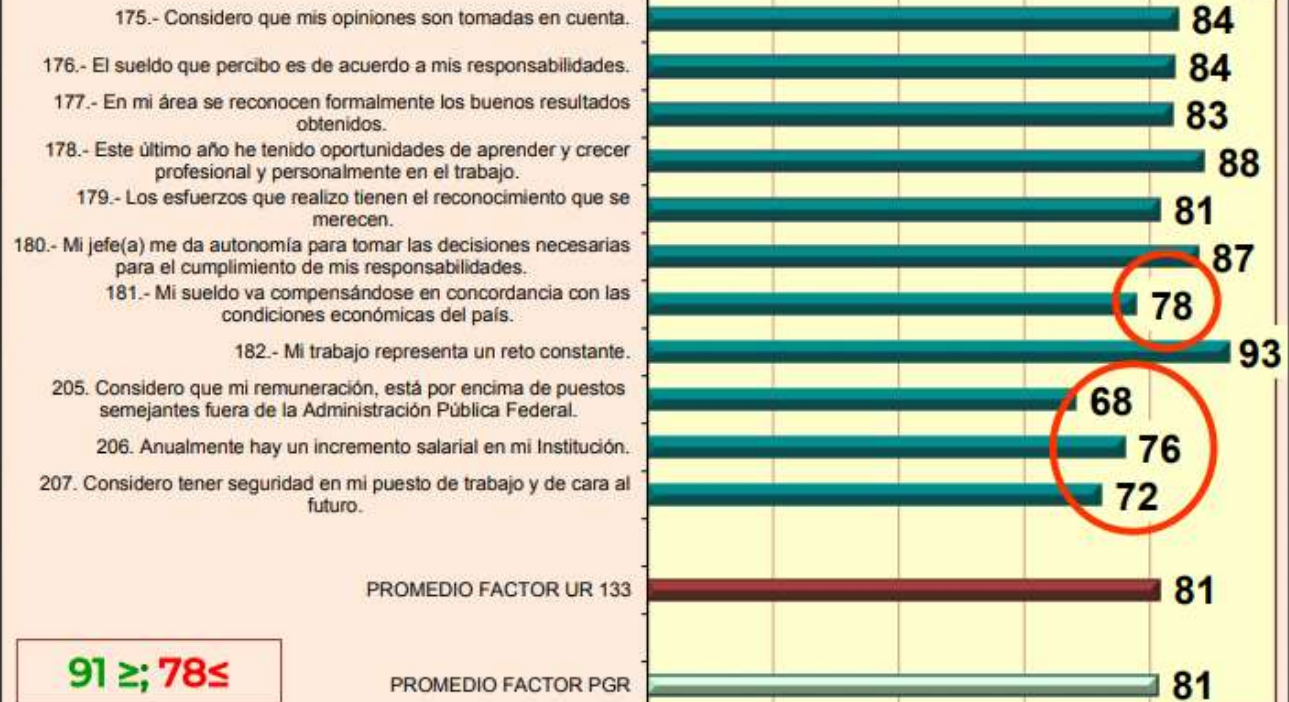 175.- Considero que mis opiniones son tomadas en cuenta.
84
176.- El sueldo que percibo es de acuerdo a mis responsabilidades.
84
177.- En mi área se reconocen formalmente los buenos resultados
obtenidos.
83
178.- Este último año he tenido oportunidades de aprender y crecer
profesional y personalmente en el trabajo.
88
179.- Los esfuerzos que realizo tienen el reconocimiento que se
merecen.
81
180.- Mi jefe(a) me da autonomía para tomar las decisiones necesarias
para el cumplimiento de mis responsabilidades.
87
181.- Mi sueldo va compensándose en concordancia con las
condiciones económicas del país.
78
182.- Mi trabajo representa un reto constante.
93
205. Considero que mi remuneración, está por encima de puestos
semejantes fuera de la Administración Pública Federal.
68
206. Anualmente hay un incremento salarial en mi Institución.
76
207. Considero tener seguridad en mi puesto de trabajo y de cara al
futuro.
72
PROMEDIO FACTOR UR 133
81
91 ≥; 78≤
PROMEDIO FACTOR PGR
81